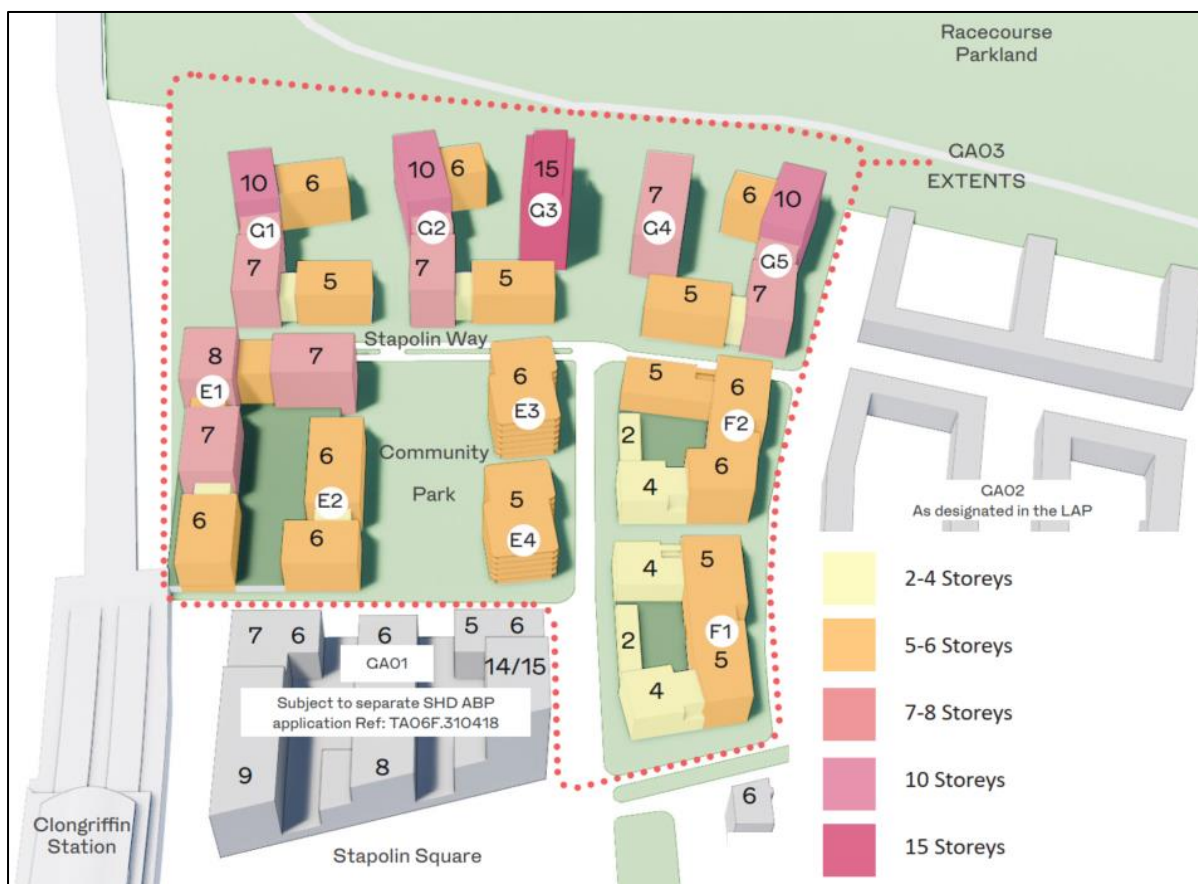 Racecourse
Parkland
GA03
EXTENTS
10
6
10
6
15
7
6
10
G1
G2
G3
G4
G5
7
5
7
5
5
7
Stapolin Way
8
7
6
5
6
E1
E3
F2
7
6
Community
Park
2
6
5
4
E2
E4
6
6
GA02
As designated in the LAP
4
5
2
F1
5
4
7
6
6
5
6
GA01
14/15
Subject to separate SHD ABP
application Ref: TA06F.310418
9
8
6
Clongriffin
Station
Stapolin Square
2-4 Storeys
5-6 Storeys
7-8 Storeys
10 Storeys
15 Storeys